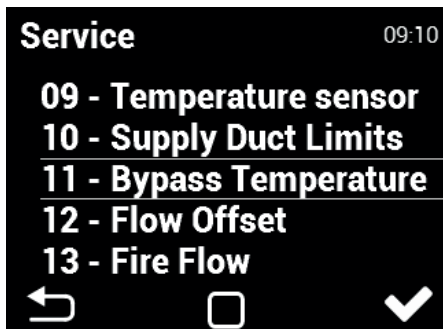 Service 09:10
09 - Temperature sensor
10 - Supply Duct Limits
11 - Bypass Temperature
12 - Flow Offset
13 - Fire Flow